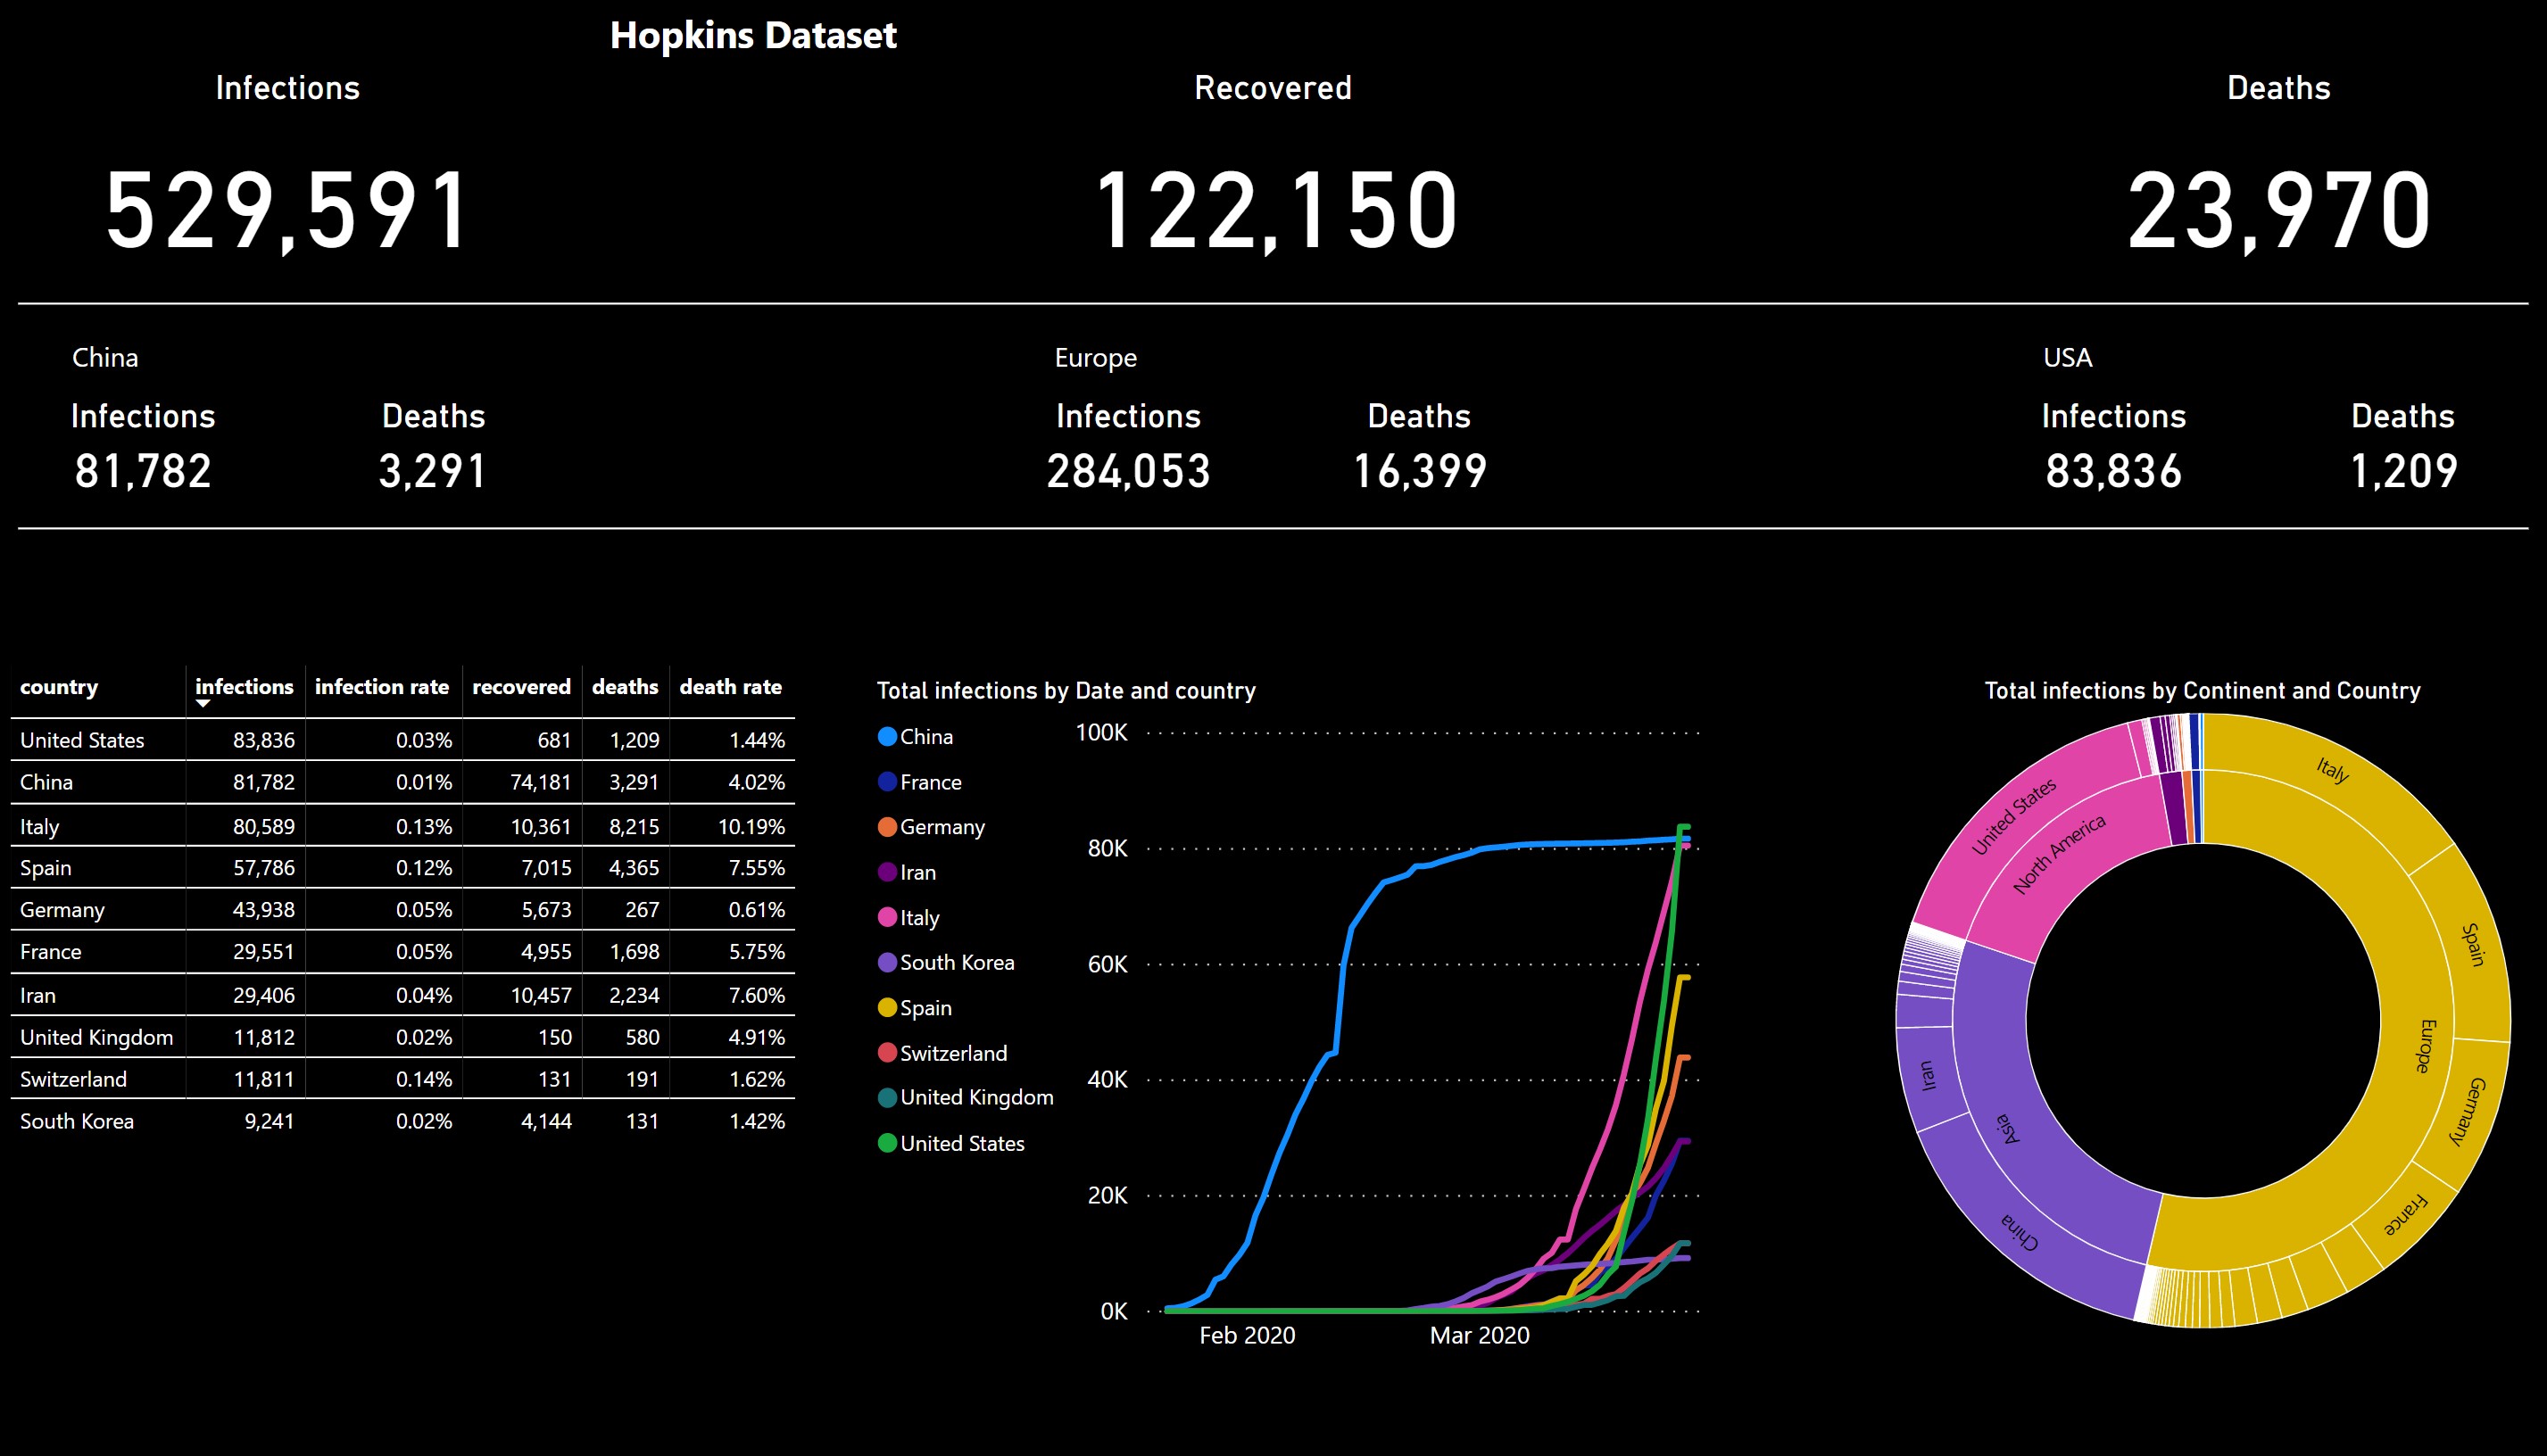 Hopkins Dataset
Infections Recovered Deaths
529,591 122,150 23,970
China Europe USA
Infections Deaths Infections Deaths Infections Deaths
81,782 3,291 284,053 16,399 83,836 1,209
country infections infection rate recovered deaths death rate
United States 83,836 0.03% 681 1,209 1.44%
China 81,782 0.01% 74,181 3,291 4.02%
Italy 80,589 0.13% 10,361 8,215 10.19%
Spain 57,786 0.12% 7,015 4,365 7.55%
Germany 43,938 0.05% 5,673 267 0.61%
France 29,551 0.05% 4,955 1,698 5.75%
Iran 29,406 0.04% 10,457 2,234 7.60%
United Kingdom 11,812 0.02% 150 580 4.91%
Switzerland 11,811 0.14% 131 191 1.62%
South Korea 9,241 0.02% 4,144 131 1.42%
Total infections by Date and country
China
France
Germany
Iran
Italy
South Korea
Spain
Switzerland
United Kingdom
United States
100K
80K
60K
40K
20K
0K
Feb 2020 Mar 2020
Total infections by Continent and Country
Italy
Spain
Germany
France
Europe
United States
North America
Iran
Asia
China